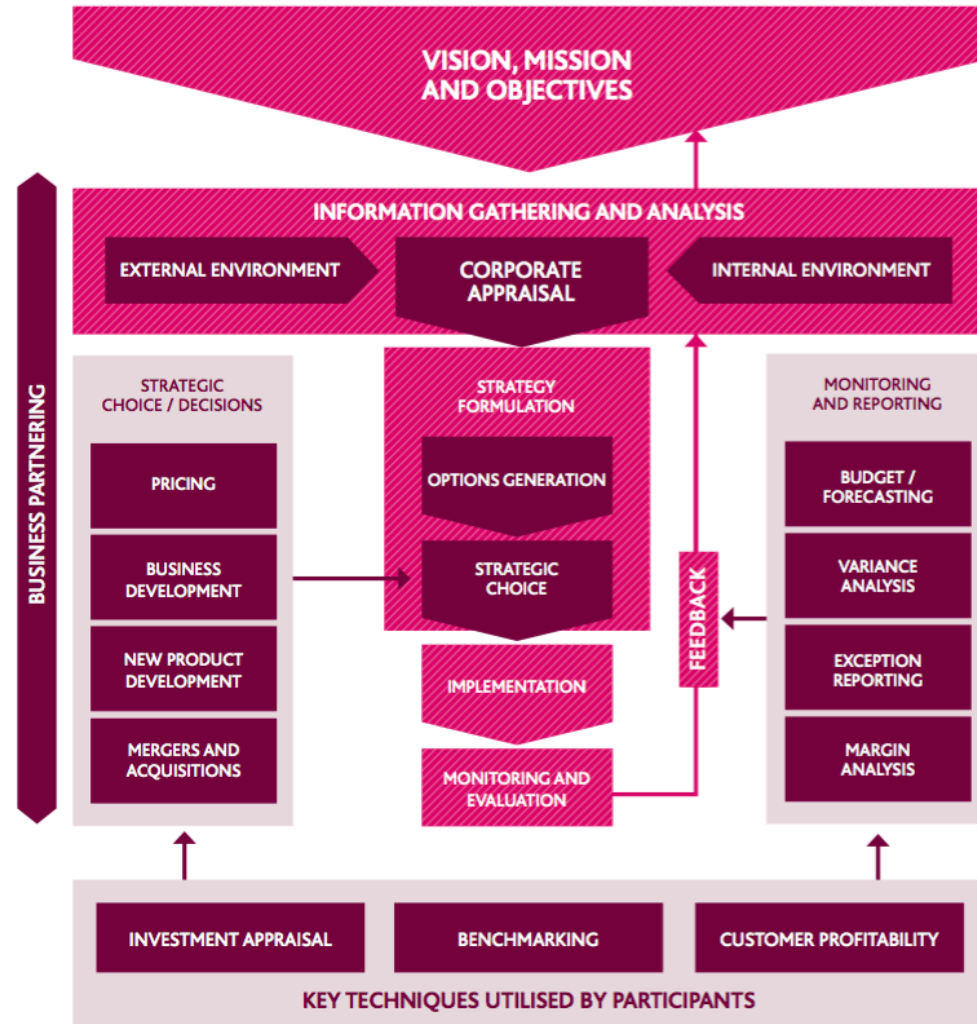 VISION, MISSION
AND OBJECTIVES
INFORMATION GATHERING AND ANALYSIS
EXTERNAL ENVIRONMENT
CORPORATE
APPRAISAL
INTERNAL ENVIRONMENT
BUSINESS PARTNERING
STRATEGIC
CHOICE / DECISIONS
PRICING
BUSINESS
DEVELOPMENT
NEW PRODUCT
DEVELOPMENT
MERGERS AND
ACQUISITIONS
STRATEGY
FORMULATION
OPTIONS GENERATION
STRATEGIC
CHOICE
IMPLEMENTATION
MONITORING AND
EVALUATION
FEEDBACK
MONITORING
AND REPORTING
BUDGET /
FORECASTING
VARIANCE
ANALYSIS
EXCEPTION
REPORTING
MARGIN
ANALYSIS
INVESTMENT APPRAISAL
BENCHMARKING
CUSTOMER PROFITABILITY
KEY TECHNIQUES UTILISED BY PARTICIPANTS